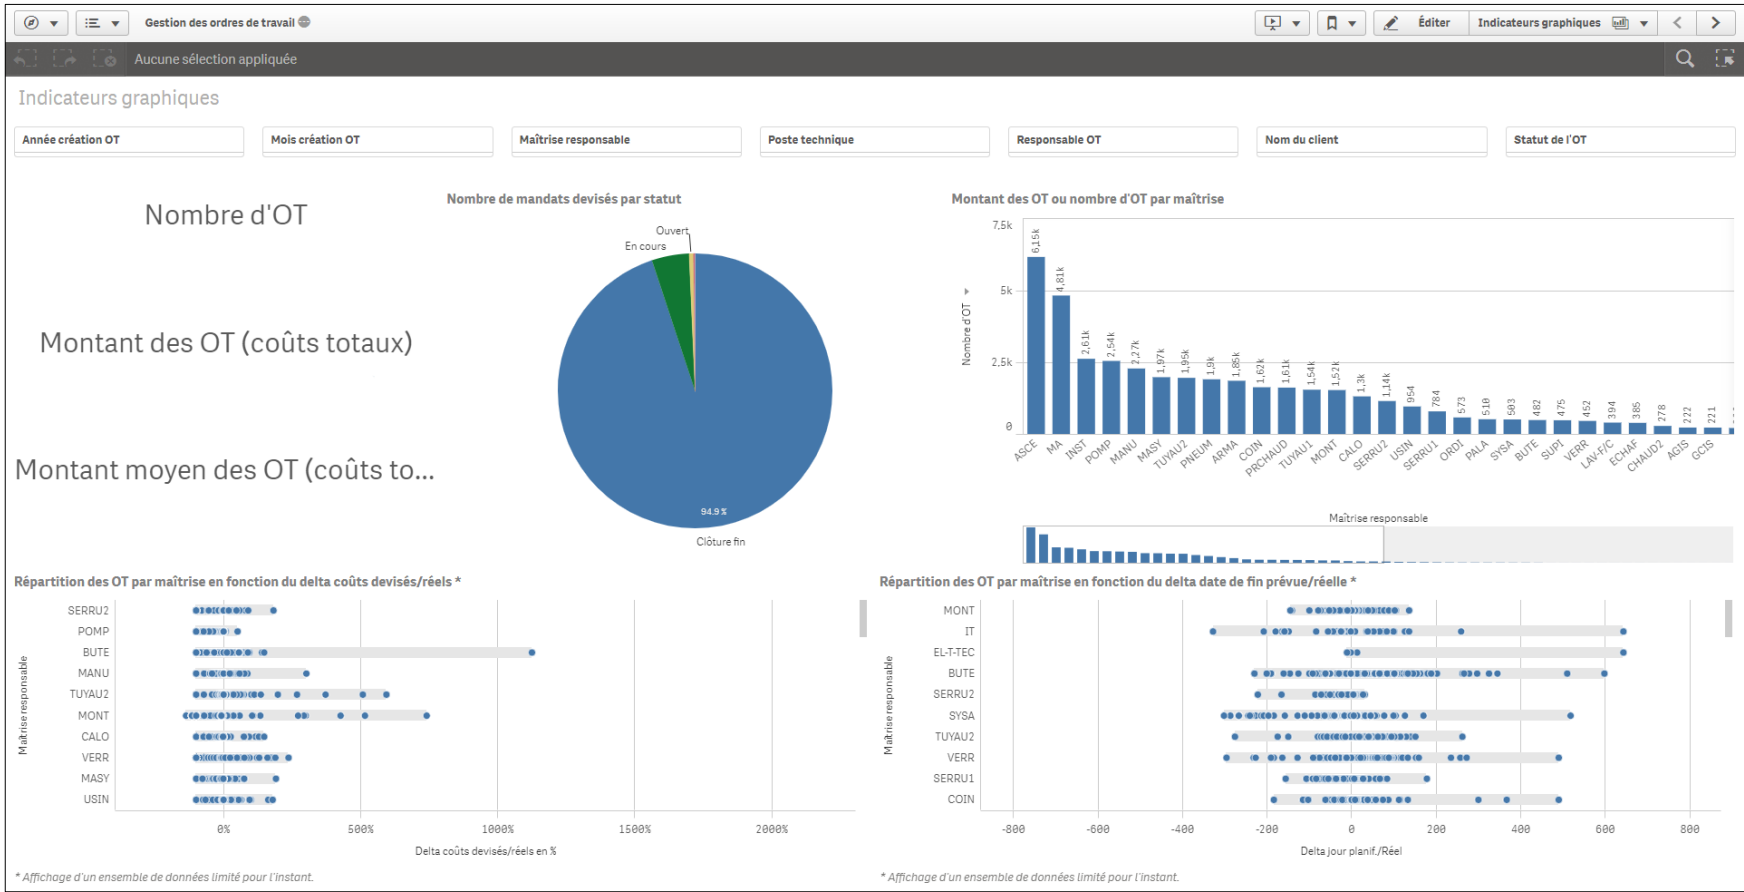 Gestion des ordres de travail
Éditer
Indicateurs graphiques
Aucune sélection appliquée
Indicateurs graphiques
Année création OT
Mois création OT
Maîtrise responsable
Poste technique
Responsable OT
Nom du client
Statut de l'OT
Nombre d'OT
Montant des OT (coûts totaux)
Montant moyen des OT (coûts to...
Nombre de mandats devisés par statut
Ouvert
En cours
94.9 %
Clôture fin
Montant des OT ou nombre d'OT par maîtrise
Nombre d'OT
7,5k
5k
2,5k
0
6,15k
4,81k
2,61k
2,54k
2,27k
1,97k
1,95k
1,9k
1,85k
1,62k
1,61k
1,54k
1,52k
1,3k
1,14k
954
784
573
510
503
482
475
452
394
385
278
222
221
ASCE
MA
INST
POMP
MANU
MASY
TUYAU2
PNEUM
ARMA
COIN
PRCHAUD
TUYAU1
MONT
CALO
SERRU2
USIN
SERRU1
ORDI
PALA
SYSA
BUTE
SUPI
VERR
LAV-F/C
ECHAF
CHAUD2
AGIS
GCIS
Maîtrise responsable
Répartition des OT par maîtrise en fonction du delta coûts devisés/réels *
Maîtrise responsable
SERRU2
POMP
BUTE
MANU
TUYAU2
MONT
CALO
VERR
MASY
USIN
0%
500%
1000%
1500%
2000%
Delta coûts devisés/réels en %
* Affichage d'un ensemble de données limité pour l'instant.
Répartition des OT par maîtrise en fonction du delta date de fin prévue/réelle *
Maîtrise responsable
MONT
IT
EL-T-TEC
BUTE
SERRU2
SYSA
TUYAU2
VERR
SERRU1
COIN
-800
-600
-400
-200
0
200
400
600
800
Delta jour planif./Réel
* Affichage d'un ensemble de données limité pour l'instant.